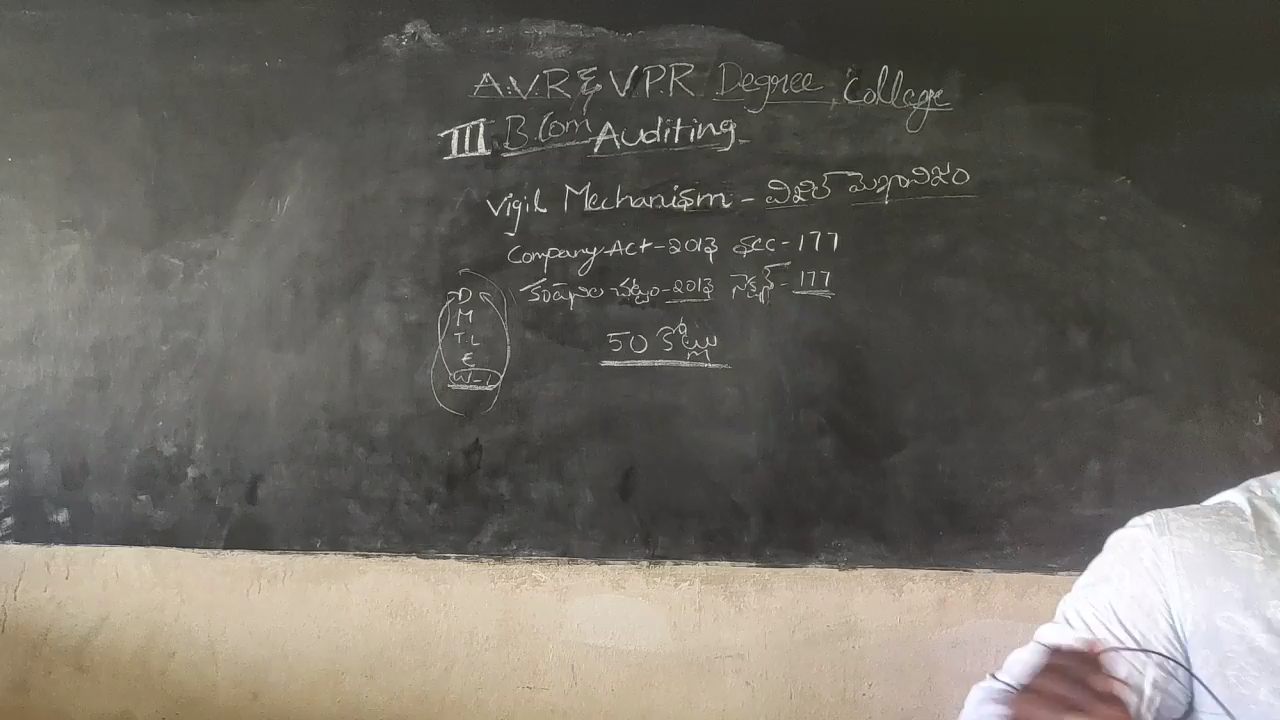 A.V.R & V.P.R Degree College
III B.Com Auditing
Vigil Mechanism - విజిల్ మెఖానిజం
Company Act - 2013 Sec - 177
కంపెనీల చట్టం - 2013 సెక్షన్ - 177
50 కోట్లు
D
M
T.L
E